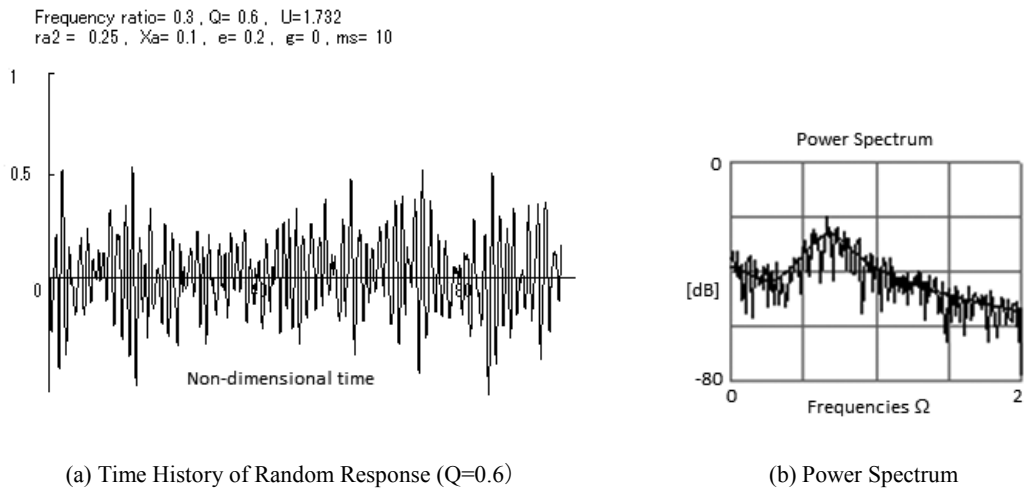 Frequency ratio= 0.3 , Q= 0.6 , U=1.732
ra2 = 0.25 , Xa= 0.1 , e= 0.2 , g= 0 , ms= 10
1
0.5
0
Non-dimensional time
(a) Time History of Random Response (Q=0.6）
Power Spectrum
0
[dB]
-80
0
2
Frequencies Ω
(b) Power Spectrum